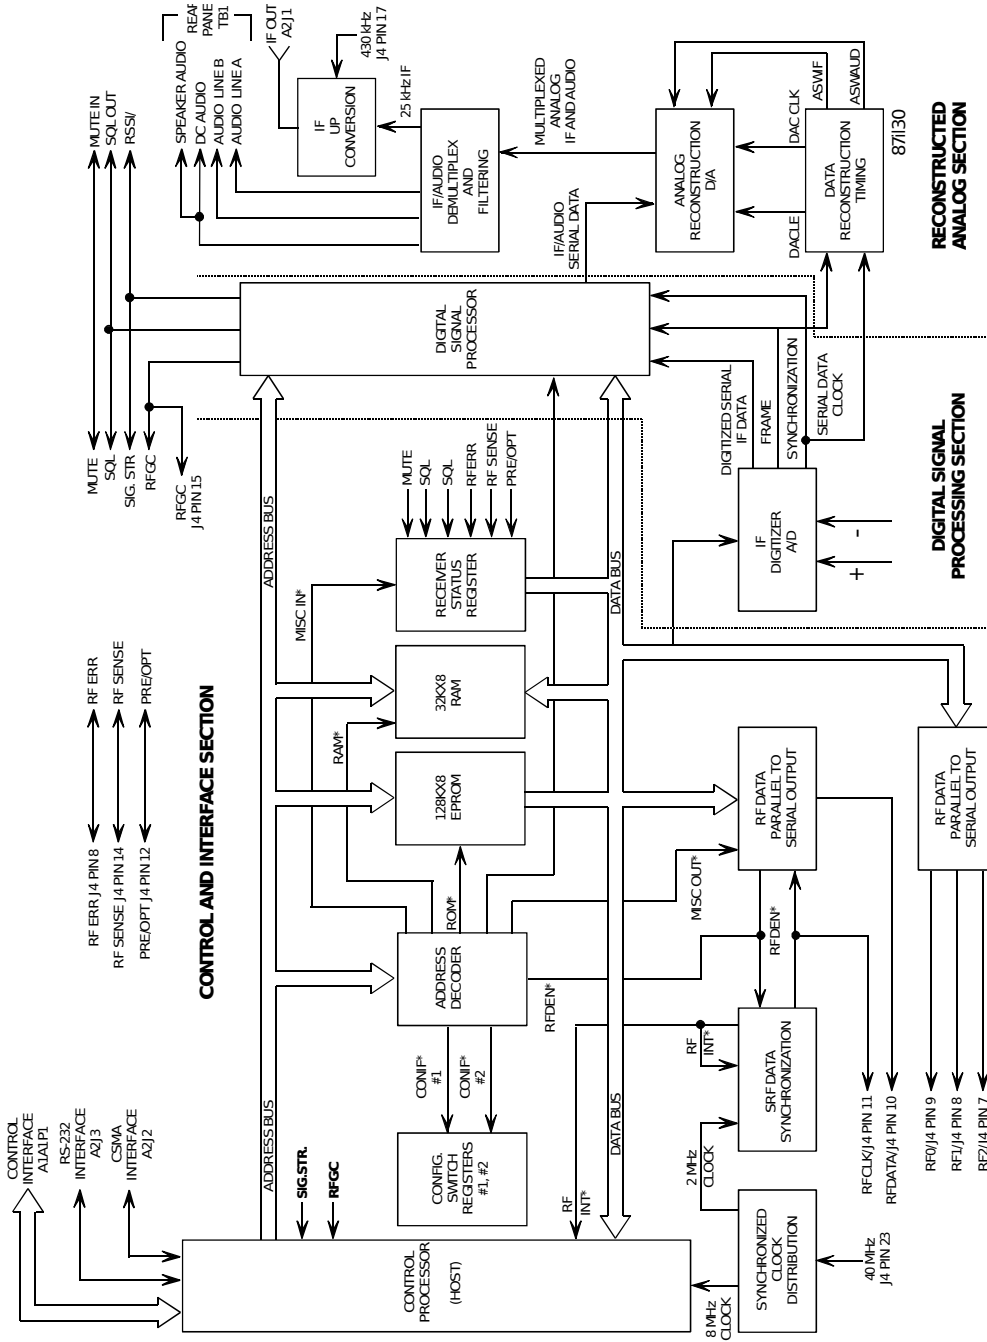 CONTROL
INTERFACE
A1A1P1
RS-232
INTERFACE
A2J3
CSMA
INTERFACE
A2J2
CONTROL
PROCESSOR
(HOST)
ADDRESS BUS
SIG.STR.
RFGC
RF
INT*
DATA BUS
8 MHz
CLOCK
SYNCHRONIZED
CLOCK
DISTRIBUTION
40 MHz
J4 PIN 23
2 MHz
CLOCK
CONFIG.
SWITCH
REGISTERS
#1, #2
CONIF*
#1
CONIF*
#2
ADDRESS
DECODER
RFDEN*
RF
INT*
SRF DATA
SYNCHRONIZATION
RFDEN*
RFCLK/J4 PIN 11
RFDATA/J4 PIN 10
RF0/J4 PIN 9
RF1/J4 PIN 8
RF2/J4 PIN 7
CONTROL AND INTERFACE SECTION
RF ERR J4 PIN 8
RF ERR
RF SENSE J4 PIN 14
RF SENSE
PRE/OPT J4 PIN 12
PRE/OPT
ROM*
RAM*
MISC IN*
MISC OUT*
128KX8
EPROM
32KX8
RAM
RECEIVER
STATUS
REGISTER
MUTE
SQL
SQL
RFERR
RF SENSE
PRE/OPT
RF DATA
PARALLEL TO
SERIAL OUTPUT
RF DATA
PARALLEL TO
SERIAL OUTPUT
ADDRESS BUS
DATA BUS
IF
DIGITIZER
A/D
+
-
DIGITAL SIGNAL
PROCESSING SECTION
DIGITIZED SERIAL
IF DATA
FRAME
SYNCHRONIZATION
SERIAL DATA
CLOCK
MUTE
SQL
SIG. STR
RFGC
RFGC
J4 PIN 15
DIGITAL
SIGNAL
PROCESSOR
MUTE IN
SQL OUT
RSSI/
SPEAKER AUDIO
DC AUDIO
AUDIO LINE B
AUDIO LINE A
TB1
IF OUT
A2J1
430 kHz
J4 PIN 17
IF
UP
CONVERSION
25 kHz IF
IF/AUDIO
DEMULTIPLEX
AND
FILTERING
MULTIPLEXED
ANALOG
IF AND AUDIO
IF/AUDIO
SERIAL DATA
ANALOG
RECONSTRUCTION
D/A
DACLE
DAC CLK
ASWIF
ASWAUD
DATA
RECONSTRUCTION
TIMING
87ii30
RECONSTRUCTED
ANALOG SECTION